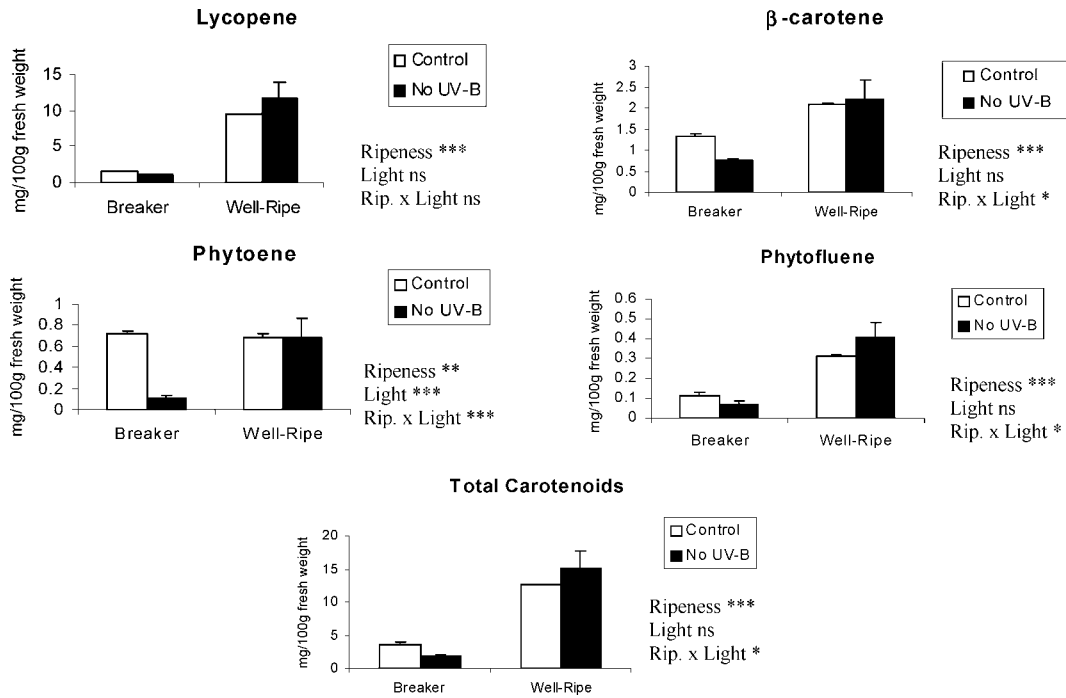 Lycopene
mg/100g fresh weight
15
10
5
0
Breaker Well-Ripe
Control
No UV-B
Ripeness ***
Light ns
Rip. x Light ns
β-carotene
mg/100g fresh weight
3
2.5
2
1.5
1
0.5
0
Breaker Well-Ripe
Control
No UV-B
Ripeness ***
Light ns
Rip. x Light *
Phytoene
mg/100g fresh weight
1
0.8
0.6
0.4
0.2
0
Breaker Well-Ripe
Control
No UV-B
Ripeness **
Light ***
Rip. x Light ***
Phytofluene
mg/100g fresh weight
0.6
0.5
0.4
0.3
0.2
0.1
0
Breaker Well-Ripe
Control
No UV-B
Ripeness ***
Light ns
Rip. x Light *
Total Carotenoids
mg/100g fresh weight
20
15
10
5
0
Breaker Well-Ripe
Control
No UV-B
Ripeness ***
Light ns
Rip. x Light *